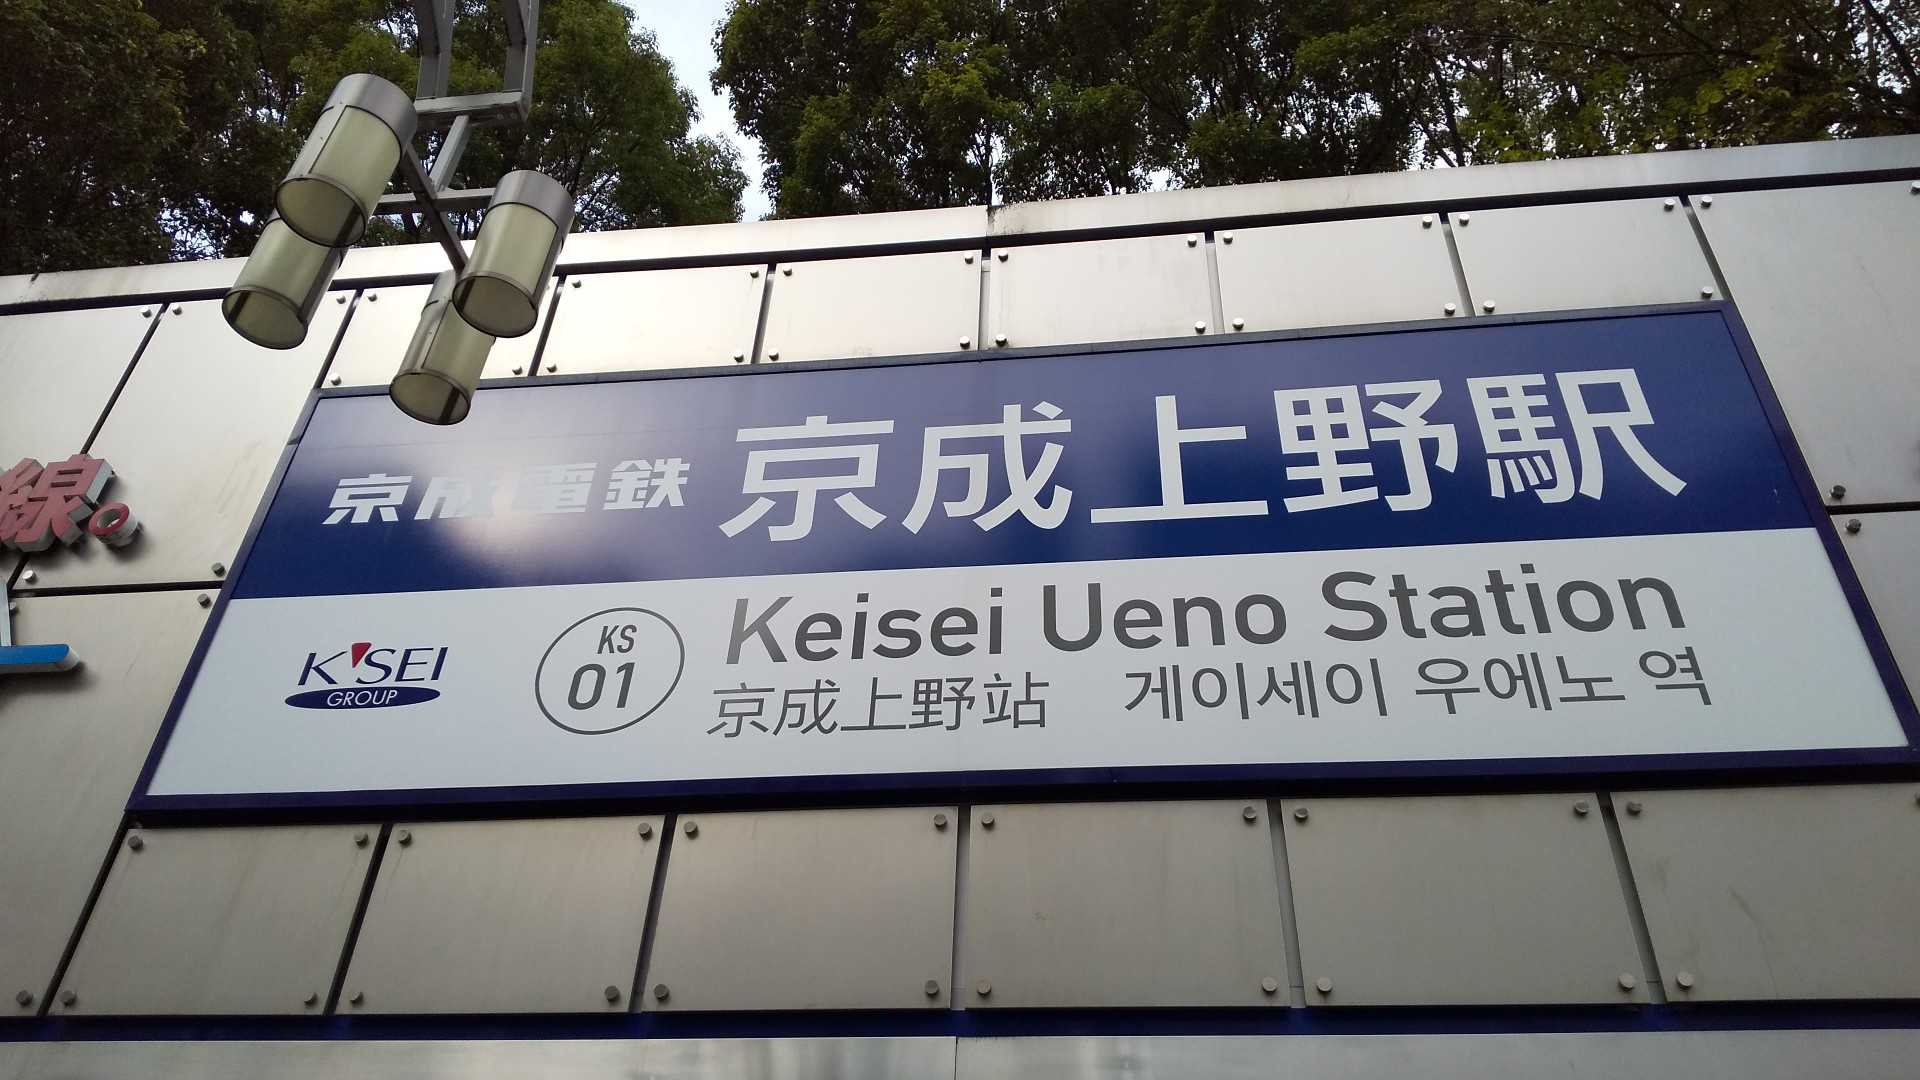 京成電鉄 京成上野駅
線。
K'SEI GROUP
KS 01
Keisei Ueno Station
京成上野站 게이세이 우에노 역